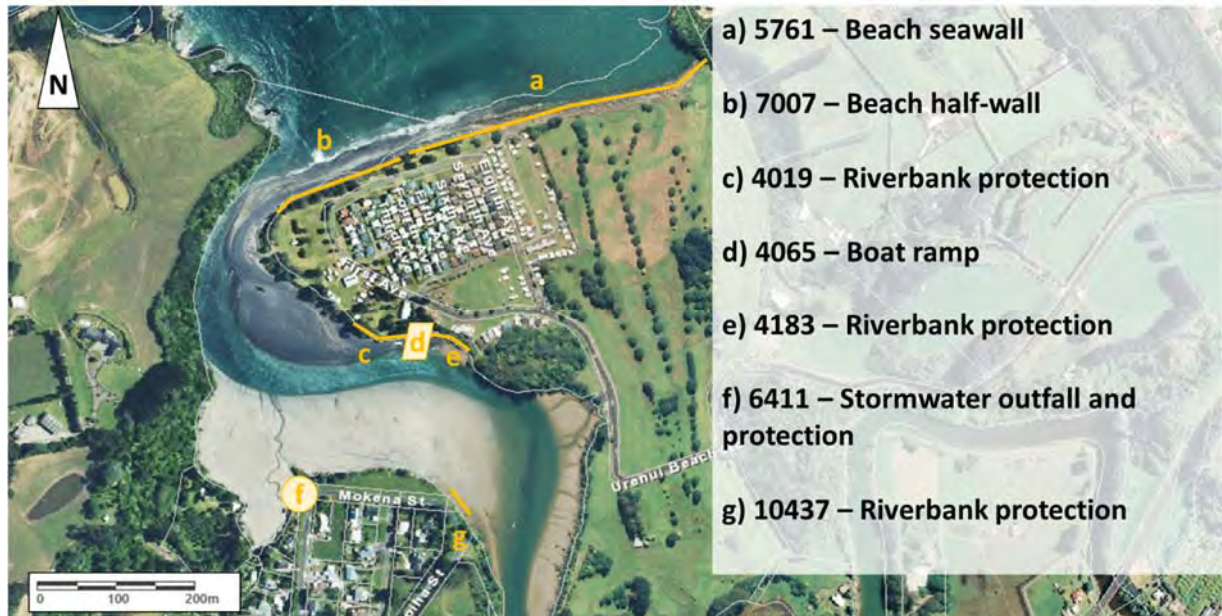 N
a
b
c
d
e
f
g
Mokena St
Urenui Beach
0 100 200m
a) 5761 – Beach seawall
b) 7007 – Beach half-wall
c) 4019 – Riverbank protection
d) 4065 – Boat ramp
e) 4183 – Riverbank protection
f) 6411 – Stormwater outfall and
protection
g) 10437 – Riverbank protection